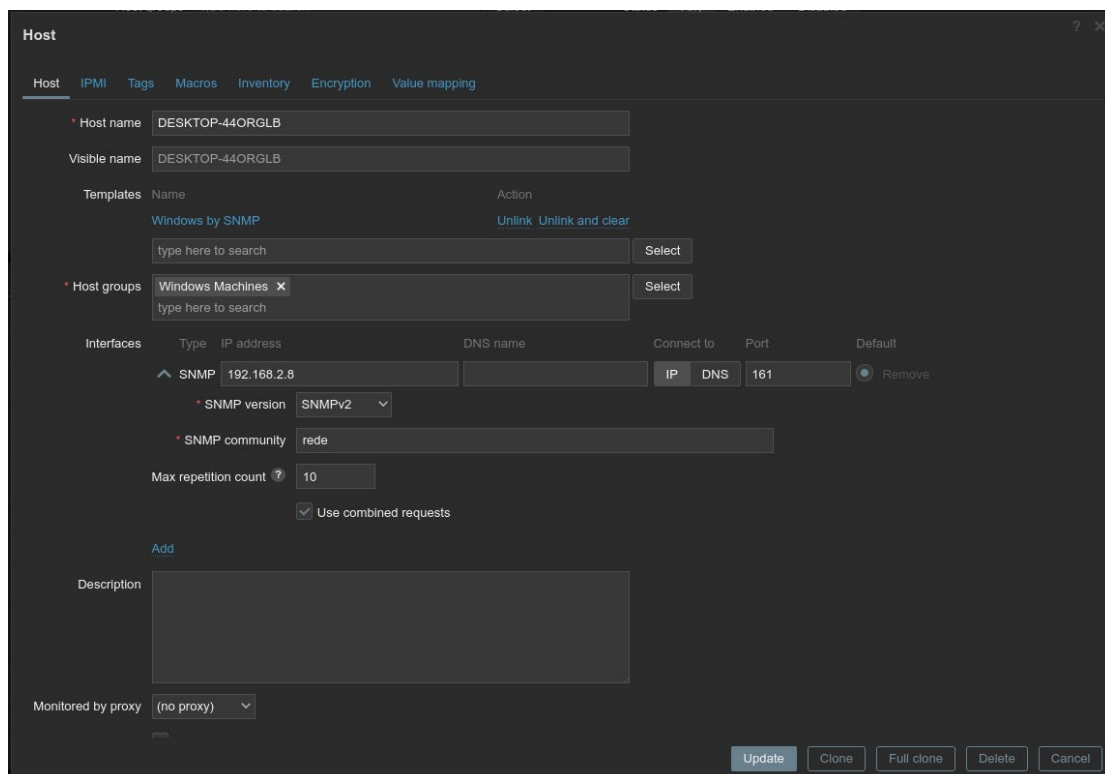 Host
? ×
Host IPMI Tags Macros Inventory Encryption Value mapping
* Host name DESKTOP-44ORGLB
Visible name DESKTOP-44ORGLB
Templates Name Action
Windows by SNMP Unlink Unlink and clear
type here to search Select
* Host groups Windows Machines × Select
type here to search
Interfaces Type IP address DNS name Connect to Port Default
SNMP 192.168.2.8 IP DNS 161 Remove
* SNMP version SNMPv2
* SNMP community rede
Max repetition count ? 10
Use combined requests
Add
Description
Monitored by proxy (no proxy)
Update Clone Full clone Delete Cancel